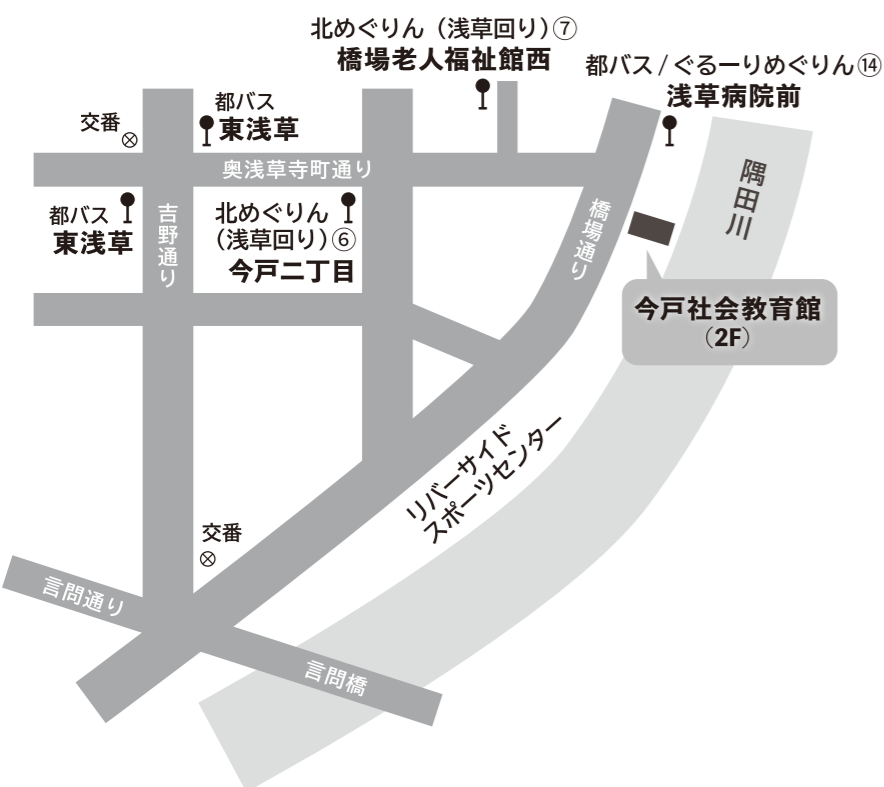 北めぐりん（浅草回り）⑦
橋場老人福祉館西
都バス / ぐるーりめぐりん⑭
浅草病院前
都バス
東浅草
交番
奥浅草寺町通り
隅田川
都バス
東浅草
吉野通り
北めぐりん
（浅草回り）⑥
今戸二丁目
橋場通り
今戸社会教育館
（2F）
リバーサイド
スポーツセンター
交番
言問通り
言問橋